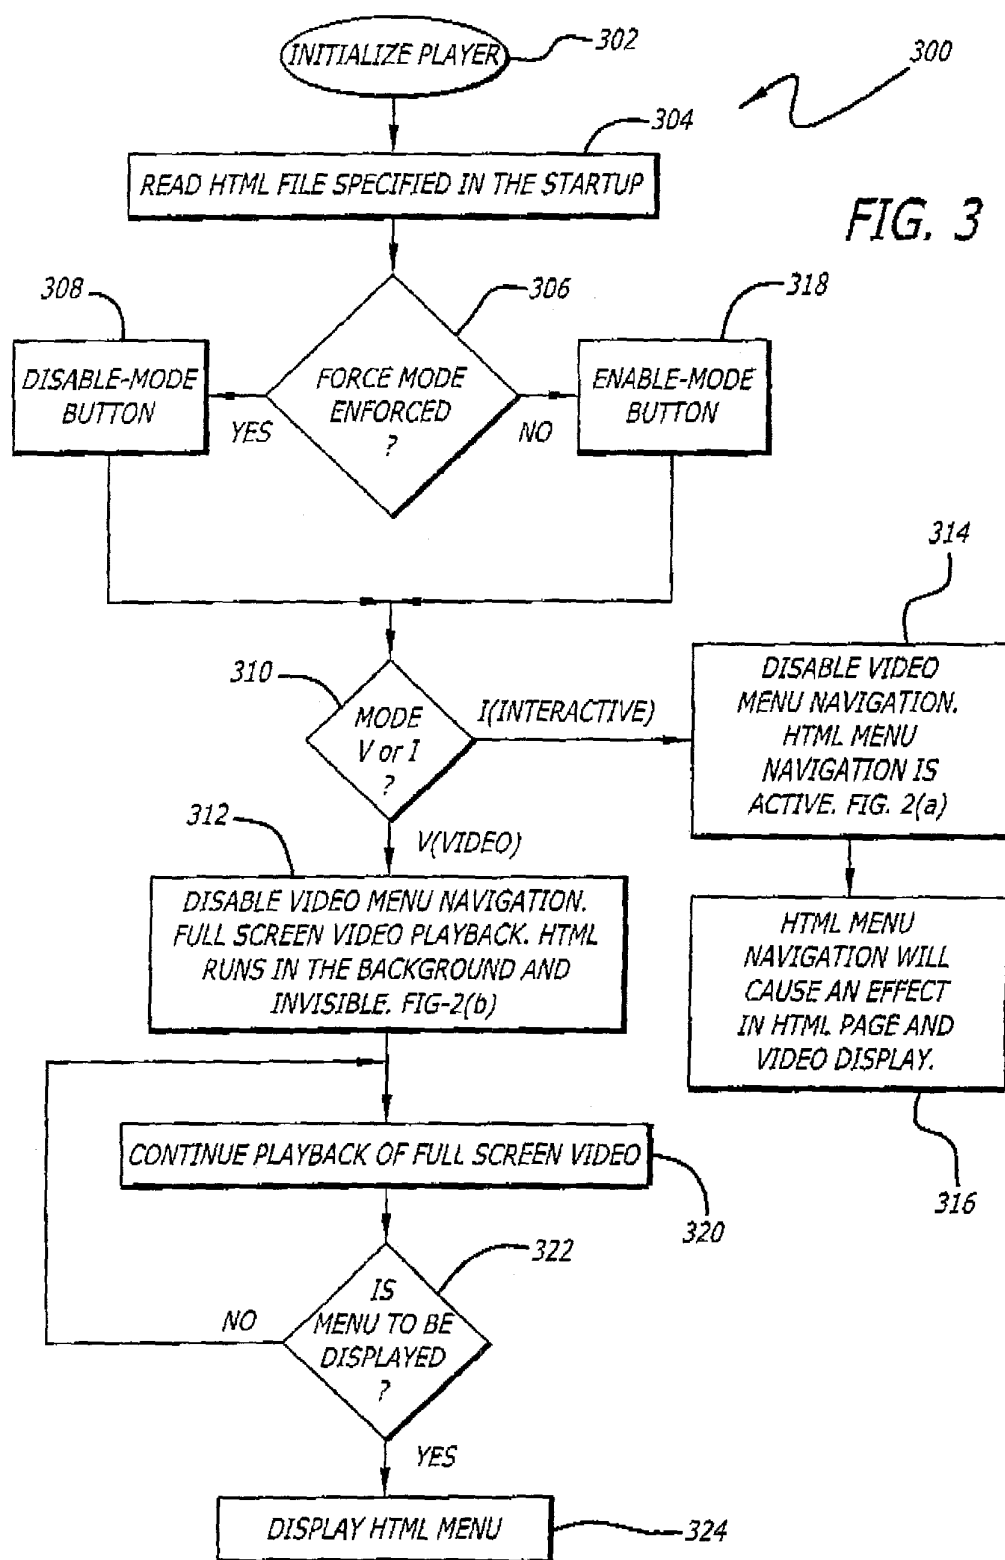 INITIALIZE PLAYER
302
300
304
READ HTML FILE SPECIFIED IN THE STARTUP
FIG. 3
308
306
318
DISABLE-MODE
BUTTON
YES
FORCE MODE
ENFORCED
?
NO
ENABLE-MODE
BUTTON
314
310
MODE
V or I
?
I(INTERACTIVE)
DISABLE VIDEO
MENU NAVIGATION.
HTML MENU
NAVIGATION IS
ACTIVE. FIG. 2(a)
312
V(VIDEO)
DISABLE VIDEO MENU NAVIGATION.
FULL SCREEN VIDEO PLAYBACK. HTML
RUNS IN THE BACKGROUND AND
INVISIBLE. FIG-2(b)
HTML MENU
NAVIGATION WILL
CAUSE AN EFFECT
IN HTML PAGE AND
VIDEO DISPLAY.
316
CONTINUE PLAYBACK OF FULL SCREEN VIDEO
320
322
IS
MENU TO BE
DISPLAYED
?
NO
YES
DISPLAY HTML MENU
324